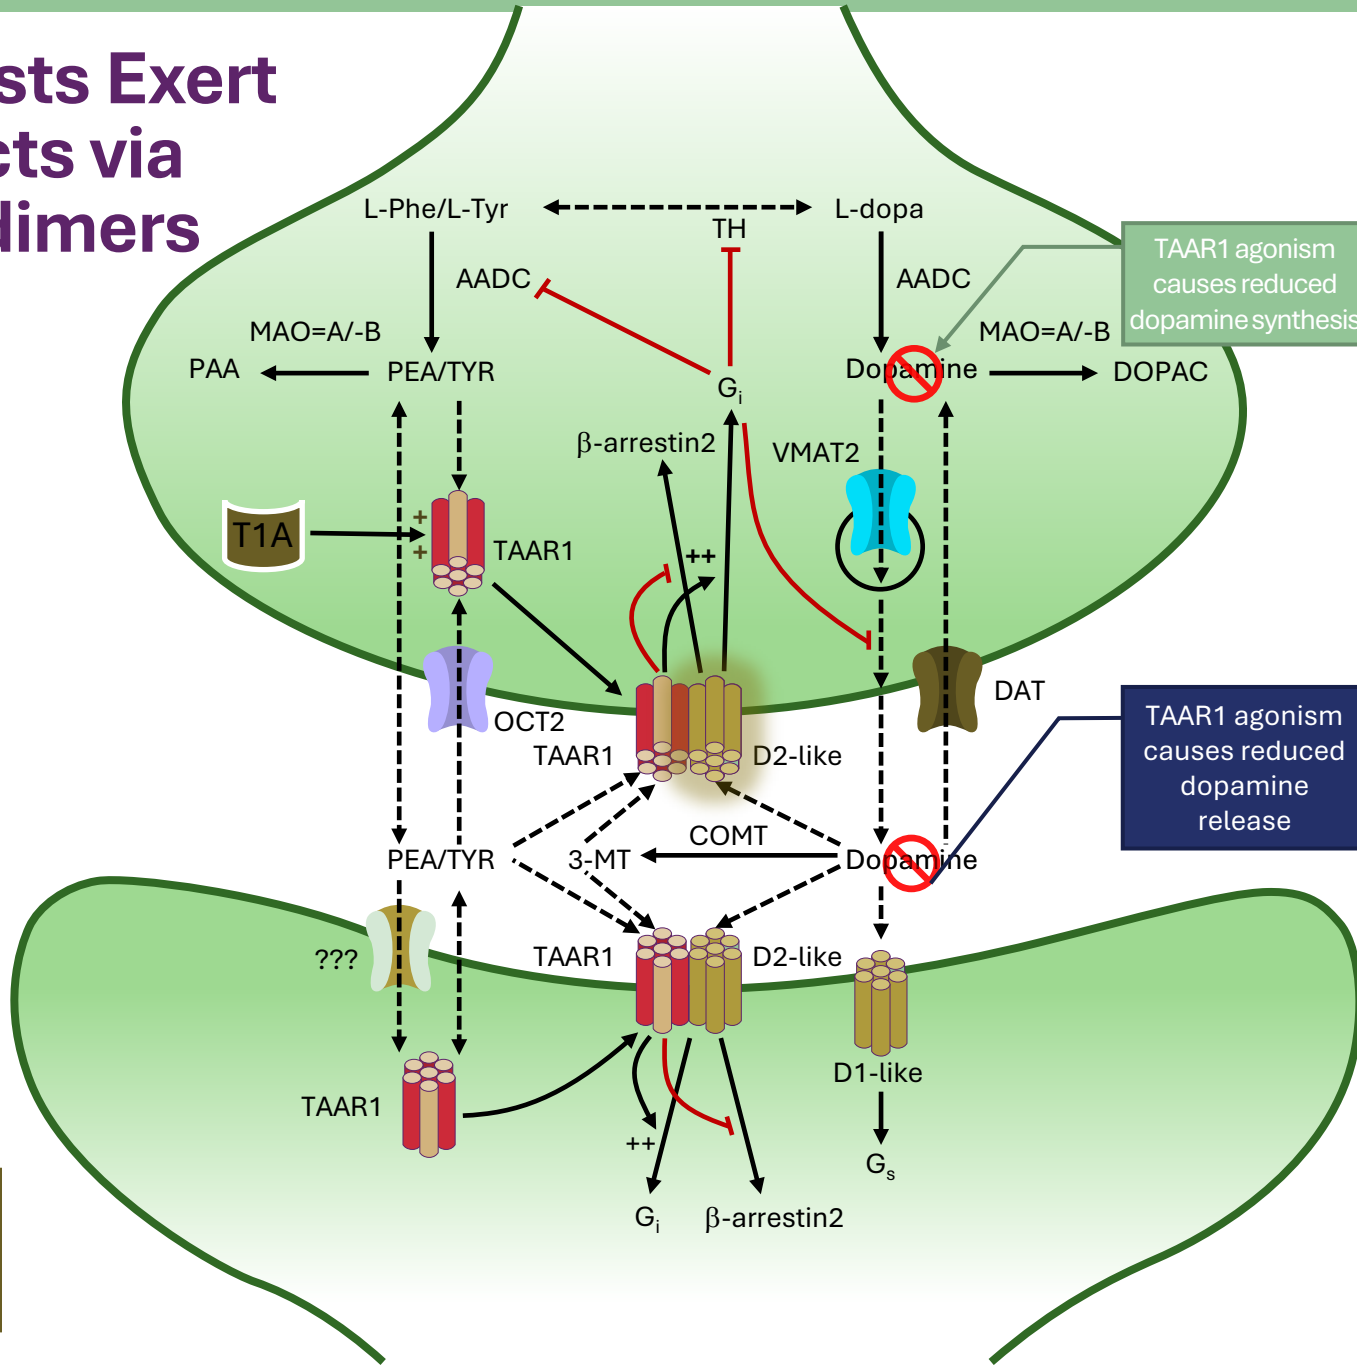 sts Exert
cts via
dimers
L-Phe/L-Tyr
TH
L-dopa
AADC
AADC
TAAR1 agonism
causes reduced
dopamine synthesis
MAO=A/-B
MAO=A/-B
PAA
PEA/TYR
Gi
Dopamine
DOPAC
β-arrestin2
VMAT2
T1A
+
+
TAAR1
++
OCT2
DAT
TAAR1
D2-like
TAAR1 agonism
causes reduced
dopamine
release
COMT
PEA/TYR
3-MT
Dopamine
???
TAAR1
D2-like
D1-like
TAAR1
++
Gs
Gi
β-arrestin2